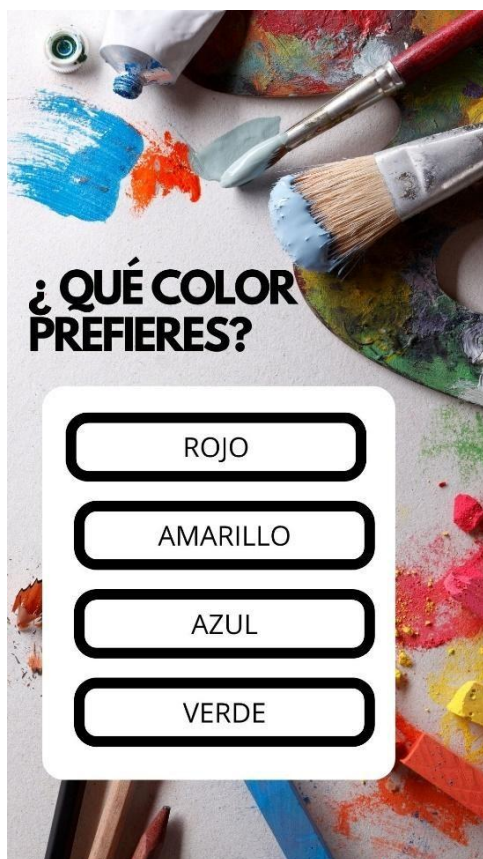 ¿ QUÉ COLOR
PREFIERES?
ROJO
AMARILLO
AZUL
VERDE